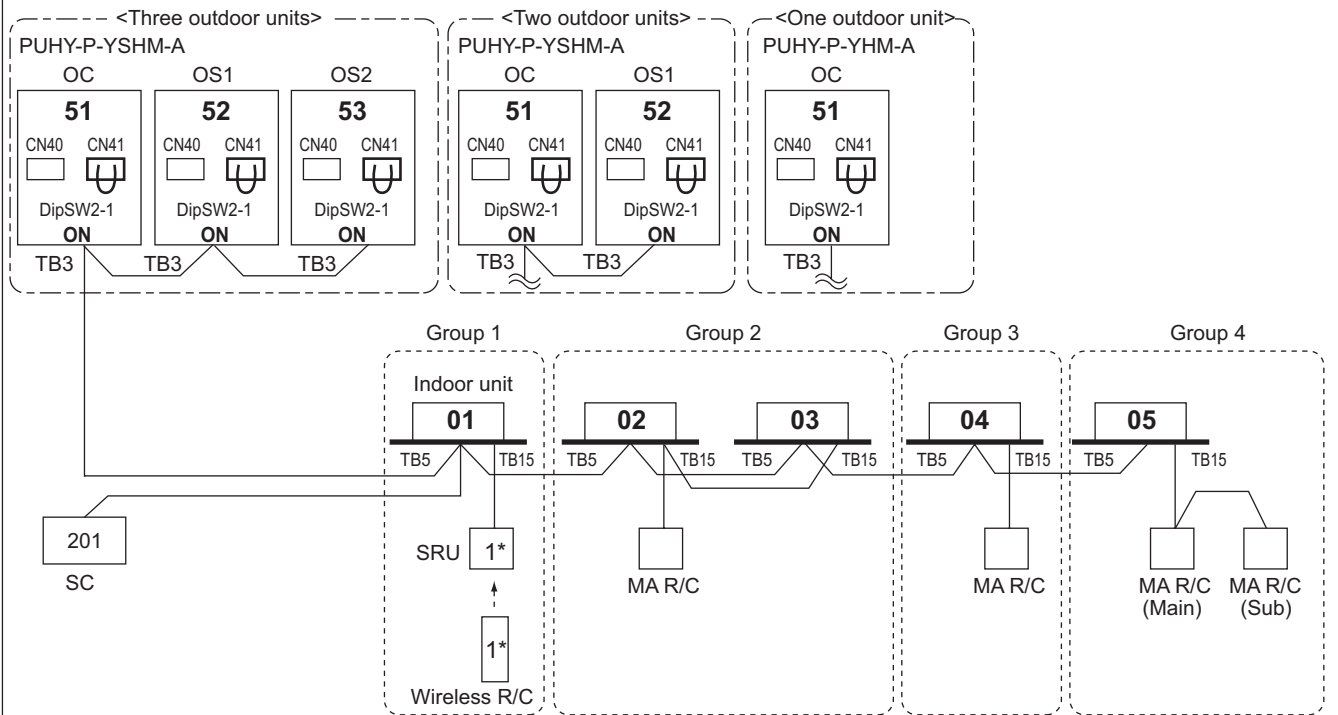 <Three outdoor units>
PUHY-P-YSHM-A
OC OS1 OS2
51 52 53
CN40 CN41 CN40 CN41 CN40 CN41
DipSW2-1 DipSW2-1 DipSW2-1
ON ON ON
TB3 TB3 TB3
<Two outdoor units>
PUHY-P-YSHM-A
OC OS1
51 52
CN40 CN41 CN40 CN41
DipSW2-1 DipSW2-1
ON ON
TB3 TB3
<One outdoor unit>
PUHY-P-YHM-A
OC
51
CN40 CN41
DipSW2-1
ON
TB3
Group 1 Group 2 Group 3 Group 4
Indoor unit
01 02 03 04 05
TB5 TB15 TB5 TB15 TB5 TB15 TB5 TB15 TB5 TB15
201
SC
SRU 1*
1*
Wireless R/C
MA R/C
MA R/C
MA R/C
(Main)
MA R/C
(Sub)